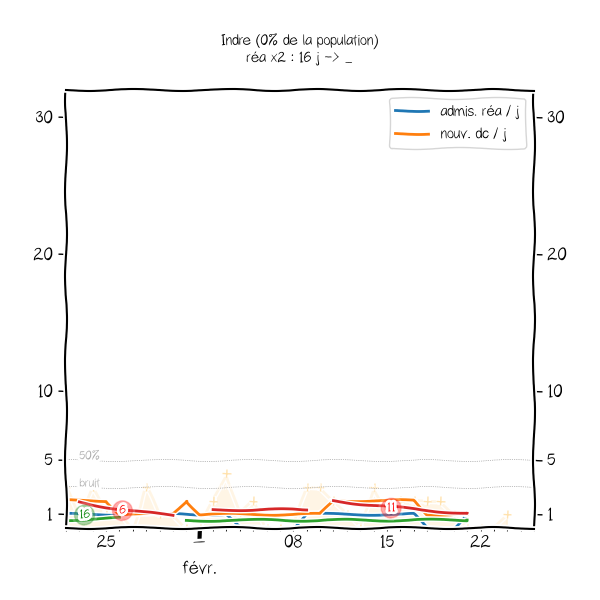 Indre (0% de la population)
réa x2 : 16 j -> _
admis. réa / j
nouv. dc / j
30 30
20 20
10 10
5 50% 5
bruit
1 16 6 11 1
25 1 08 15 22
févr.